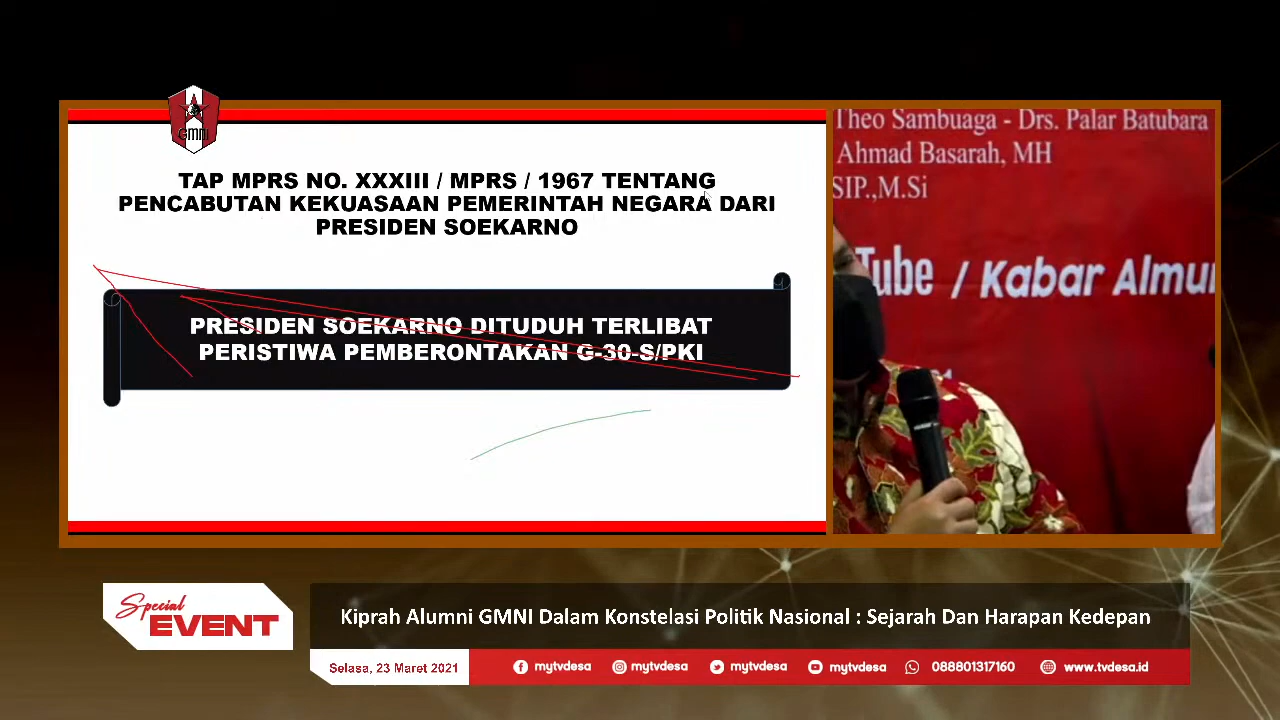 GMNI
TAP MPRS NO. XXXIII / MPRS / 1967 TENTANG
PENCABUTAN KEKUASAAN PEMERINTAH NEGARA DARI
PRESIDEN SOEKARNO
PRESIDEN SOEKARNO DITUDUH TERLIBAT
PERISTIWA PEMBERONTAKAN G-30-S/PKI
Theo Sambuaga - Drs. Palar Batubara
Ahmad Basarah, MH
SIP.,M.Si
Tube / Kabar Almu
Special
EVENT
Kiprah Alumni GMNI Dalam Konstelasi Politik Nasional : Sejarah Dan Harapan Kedepan
Selasa, 23 Maret 2021
mytvdesa mytvdesa mytvdesa mytvdesa 088801317160 www.tvdesa.id